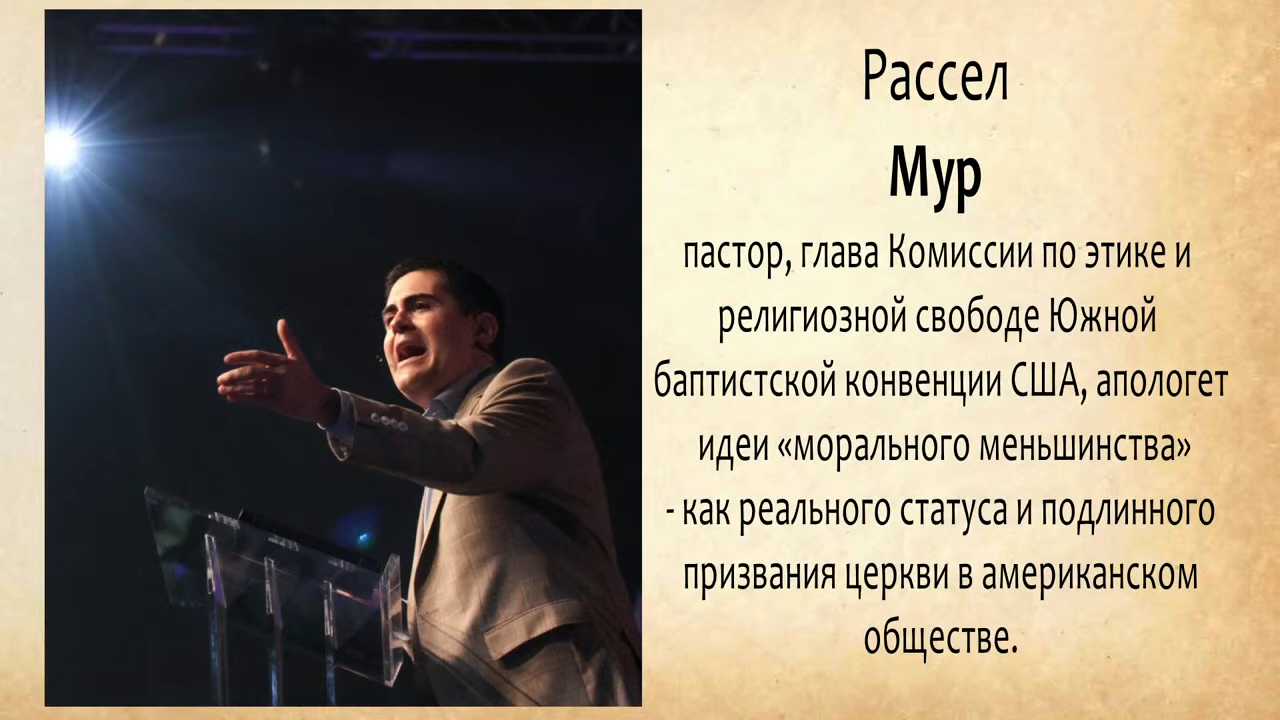 Рассел
Мур
пастор, глава Комиссии по этике и
религиозной свободе Южной
баптистской конвенции США, апологет
идеи «морального меньшинства»
- как реального статуса и подлинного
призвания церкви в американском
обществе.